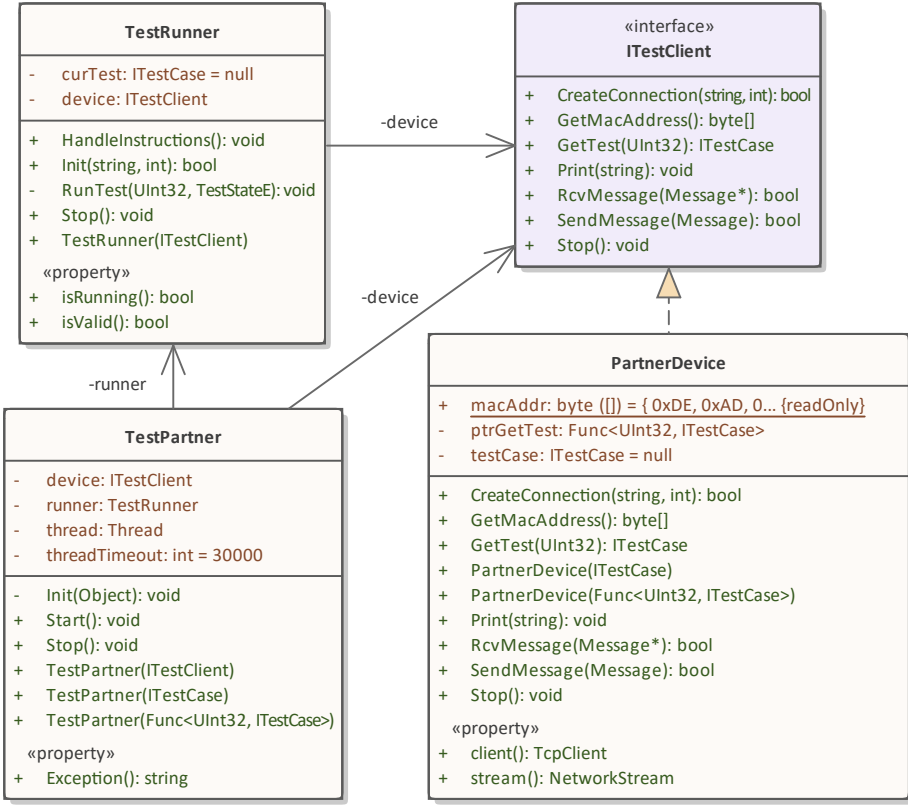 TestRunner
- curTest: ITestCase = null
- device: ITestClient
+ HandleInstructions(): void
+ Init(string, int): bool
- RunTest(UInt32, TestStateE): void
+ Stop(): void
+ TestRunner(ITestClient)
«property»
+ isRunning(): bool
+ isValid(): bool
-device
«interface»
ITestClient
+ CreateConnection(string, int): bool
+ GetMacAddress(): byte[]
+ GetTest(UInt32): ITestCase
+ Print(string): void
+ RcvMessage(Message*): bool
+ SendMessage(Message): bool
+ Stop(): void
-device
-runner
TestPartner
- device: ITestClient
- runner: TestRunner
- thread: Thread
- threadTimeout: int = 30000
- Init(Object): void
+ Start(): void
+ Stop(): void
+ TestPartner(ITestClient)
+ TestPartner(ITestCase)
+ TestPartner(Func<UInt32, ITestCase>)
«property»
+ Exception(): string
PartnerDevice
+ macAddr: byte ([]) = { 0xDE, 0xAD, 0... {readOnly}
- ptrGetTest: Func<UInt32, ITestCase>
- testCase: ITestCase = null
+ CreateConnection(string, int): bool
+ GetMacAddress(): byte[]
+ GetTest(UInt32): ITestCase
+ PartnerDevice(ITestCase)
+ PartnerDevice(Func<UInt32, ITestCase>)
+ Print(string): void
+ RcvMessage(Message*): bool
+ SendMessage(Message): bool
+ Stop(): void
«property»
+ client(): TcpClient
+ stream(): NetworkStream